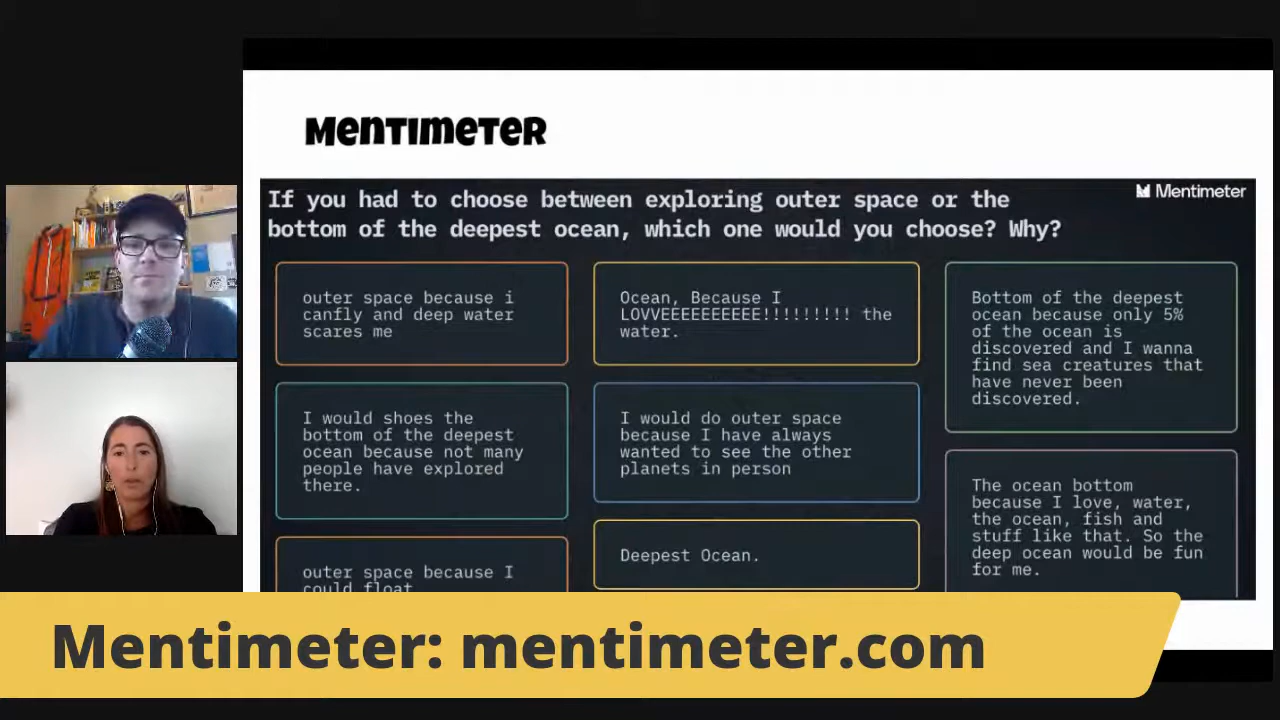 Mentimeter
If you had to choose between exploring outer space or the
bottom of the deepest ocean, which one would you choose? Why?
Mentimeter
outer space because i
canfly and deep water
scares me
Ocean, Because I
LOVVEEEEEEEEEE!!!!!!!!! the
water.
Bottom of the deepest
ocean because only 5%
of the ocean is
discovered and I wanna
find sea creatures that
have never been
discovered.
I would shoes the
bottom of the deepest
ocean because not many
people have explored
there.
I would do outer space
because I have always
wanted to see the other
planets in person
The ocean bottom
because I love, water,
the ocean, fish and
stuff like that. So the
deep ocean would be fun
for me.
outer space because I
could float
Deepest Ocean.
Mentimeter: mentimeter.com